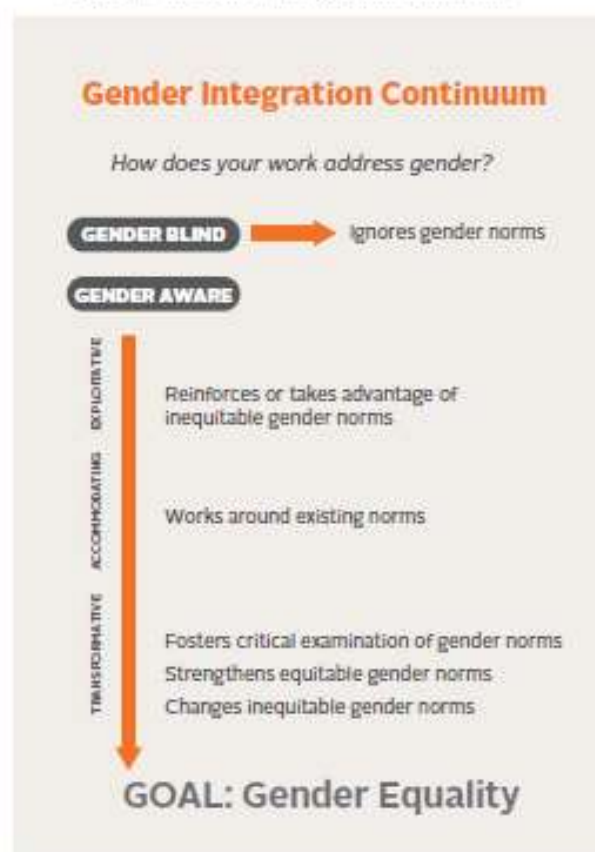 Gender Integration Continuum
How does your work address gender?
GENDER BLIND
Ignores gender norms
GENDER AWARE
EXPLOITATIVE
Reinforces or takes advantage of
inequitable gender norms
ACCOMMODATING
Works around existing norms
TRANSFORMATIVE
Fosters critical examination of gender norms
Strengthens equitable gender norms
Changes inequitable gender norms
GOAL: Gender Equality